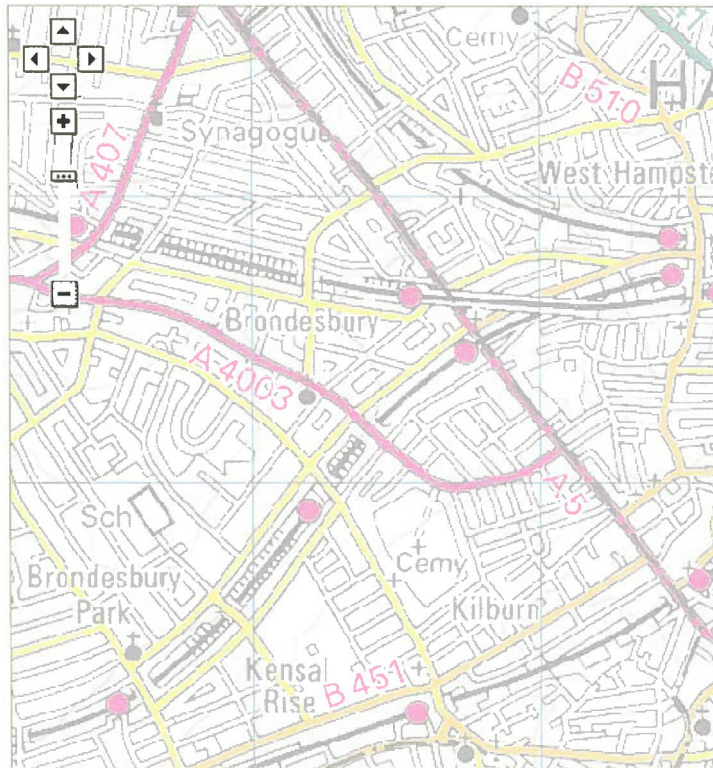 Cemy
B 510
Synagogue
A 407
West Hampst
Brondesbury
A 4003
A 5
Sch
Cemy
Brondesbury
Park
Kilburn
Kensal
Rise
B 451